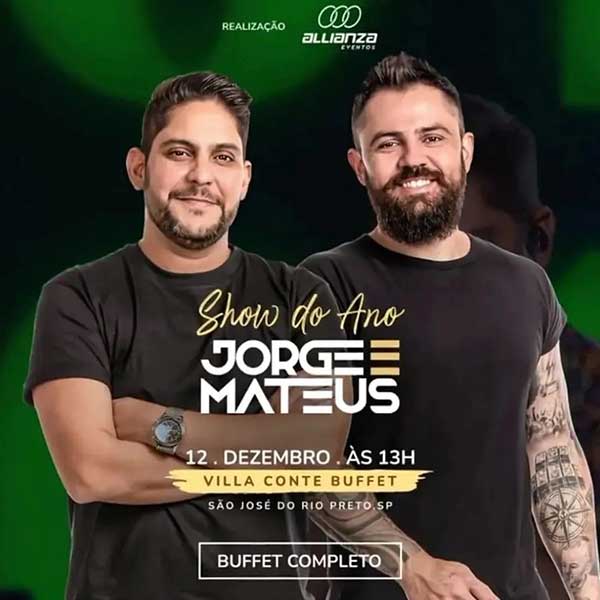 REALIZAÇÃO
ALLIANZA
EVENTOS
Show do Ano
JORGE E
MATEUS
12 . DEZEMBRO . ÀS 13H
VILLA CONTE BUFFET
SÃO JOSÉ DO RIO PRETO.SP
BUFFET COMPLETO